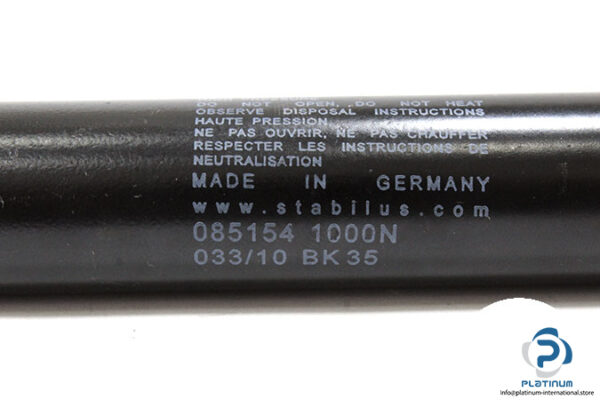 DO NOT OPEN, DO NOT HEAT
OBSERVE DISPOSAL INSTRUCTIONS
HAUTE PRESSION
NE PAS OUVRIR, NE PAS CHAUFFER
RESPECTER LES INSTRUCTIONS DE
NEUTRALISATION
MADE IN GERMANY
www.stabilus.com
085154 1000N
033/10 BK35
PLATINUM
info@platinum-international.store